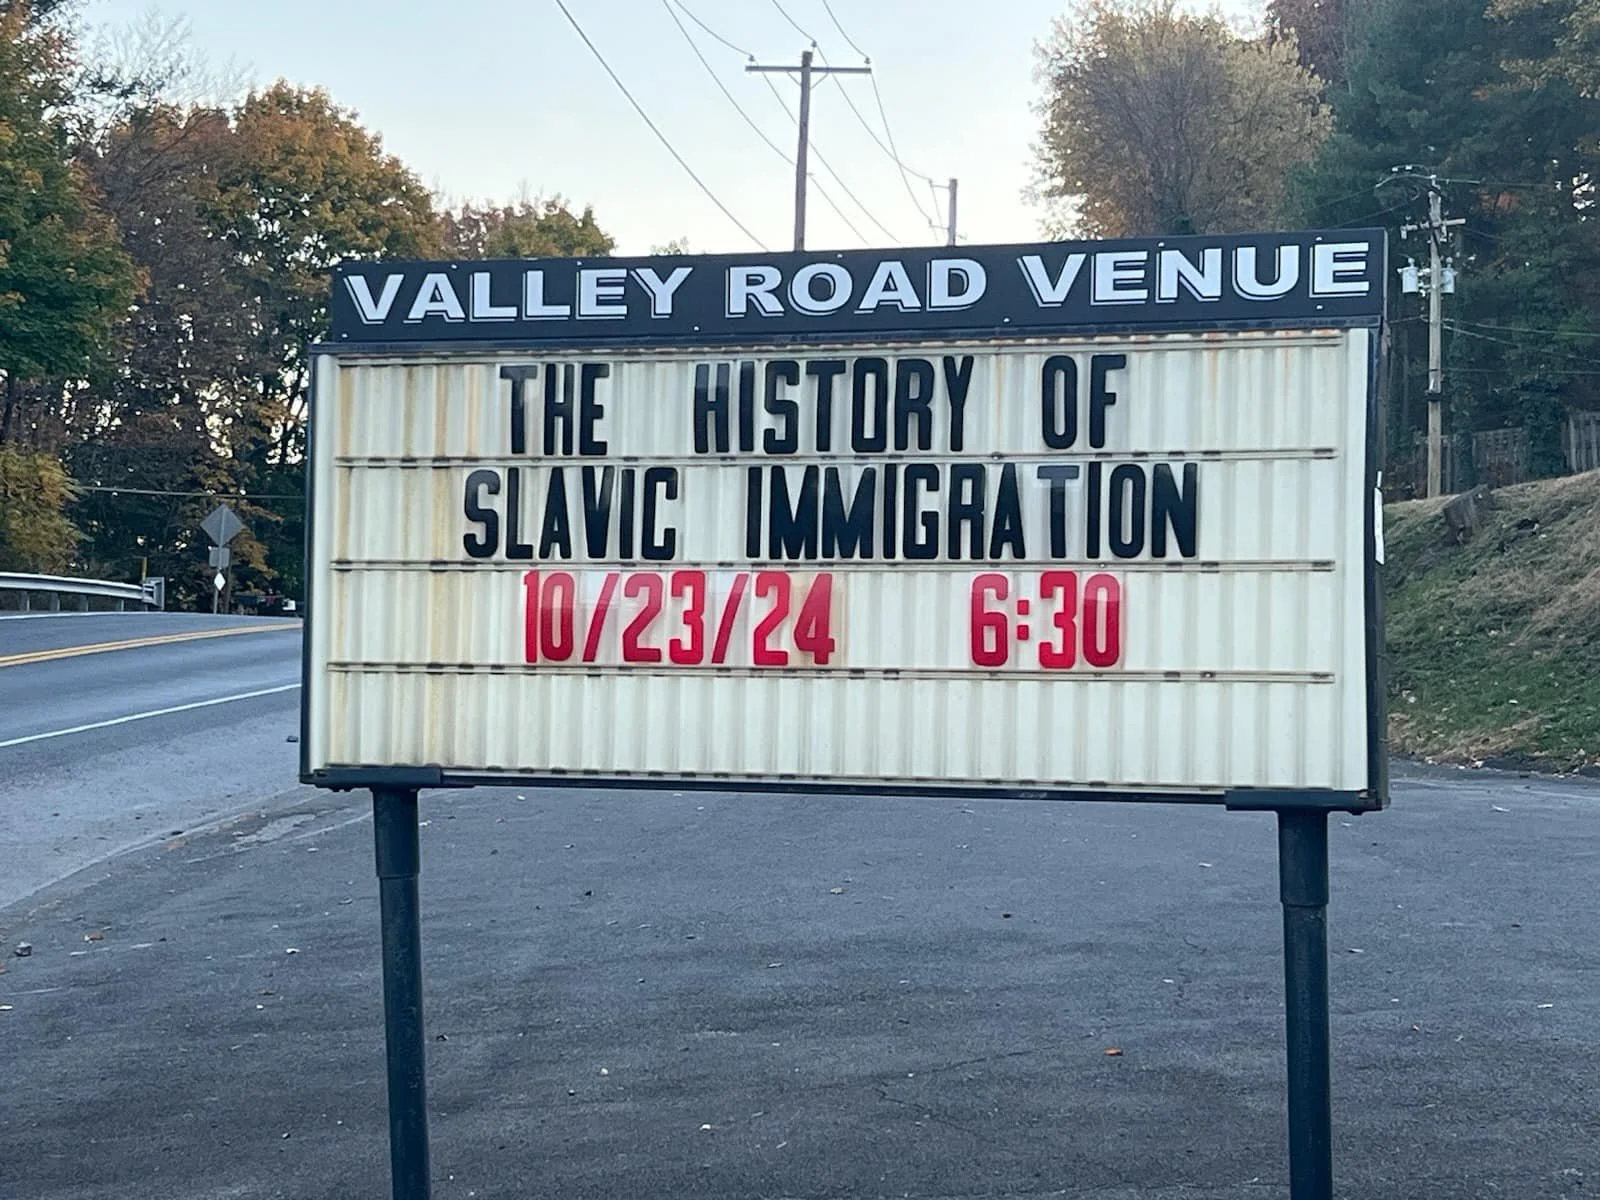 VALLEY ROAD VENUE
THE HISTORY OF
SLAVIC IMMIGRATION
10/23/24 6:30